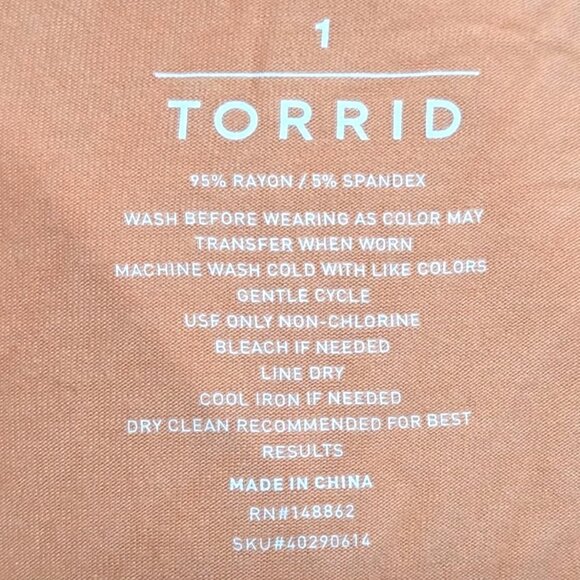 1
TORRID
95% RAYON / 5% SPANDEX
WASH BEFORE WEARING AS COLOR MAY
TRANSFER WHEN WORN
MACHINE WASH COLD WITH LIKE COLORS
GENTLE CYCLE
USE ONLY NON-CHLORINE
BLEACH IF NEEDED
LINE DRY
COOL IRON IF NEEDED
DRY CLEAN RECOMMENDED FOR BEST
RESULTS
MADE IN CHINA
RN#148862
SKU#40290614